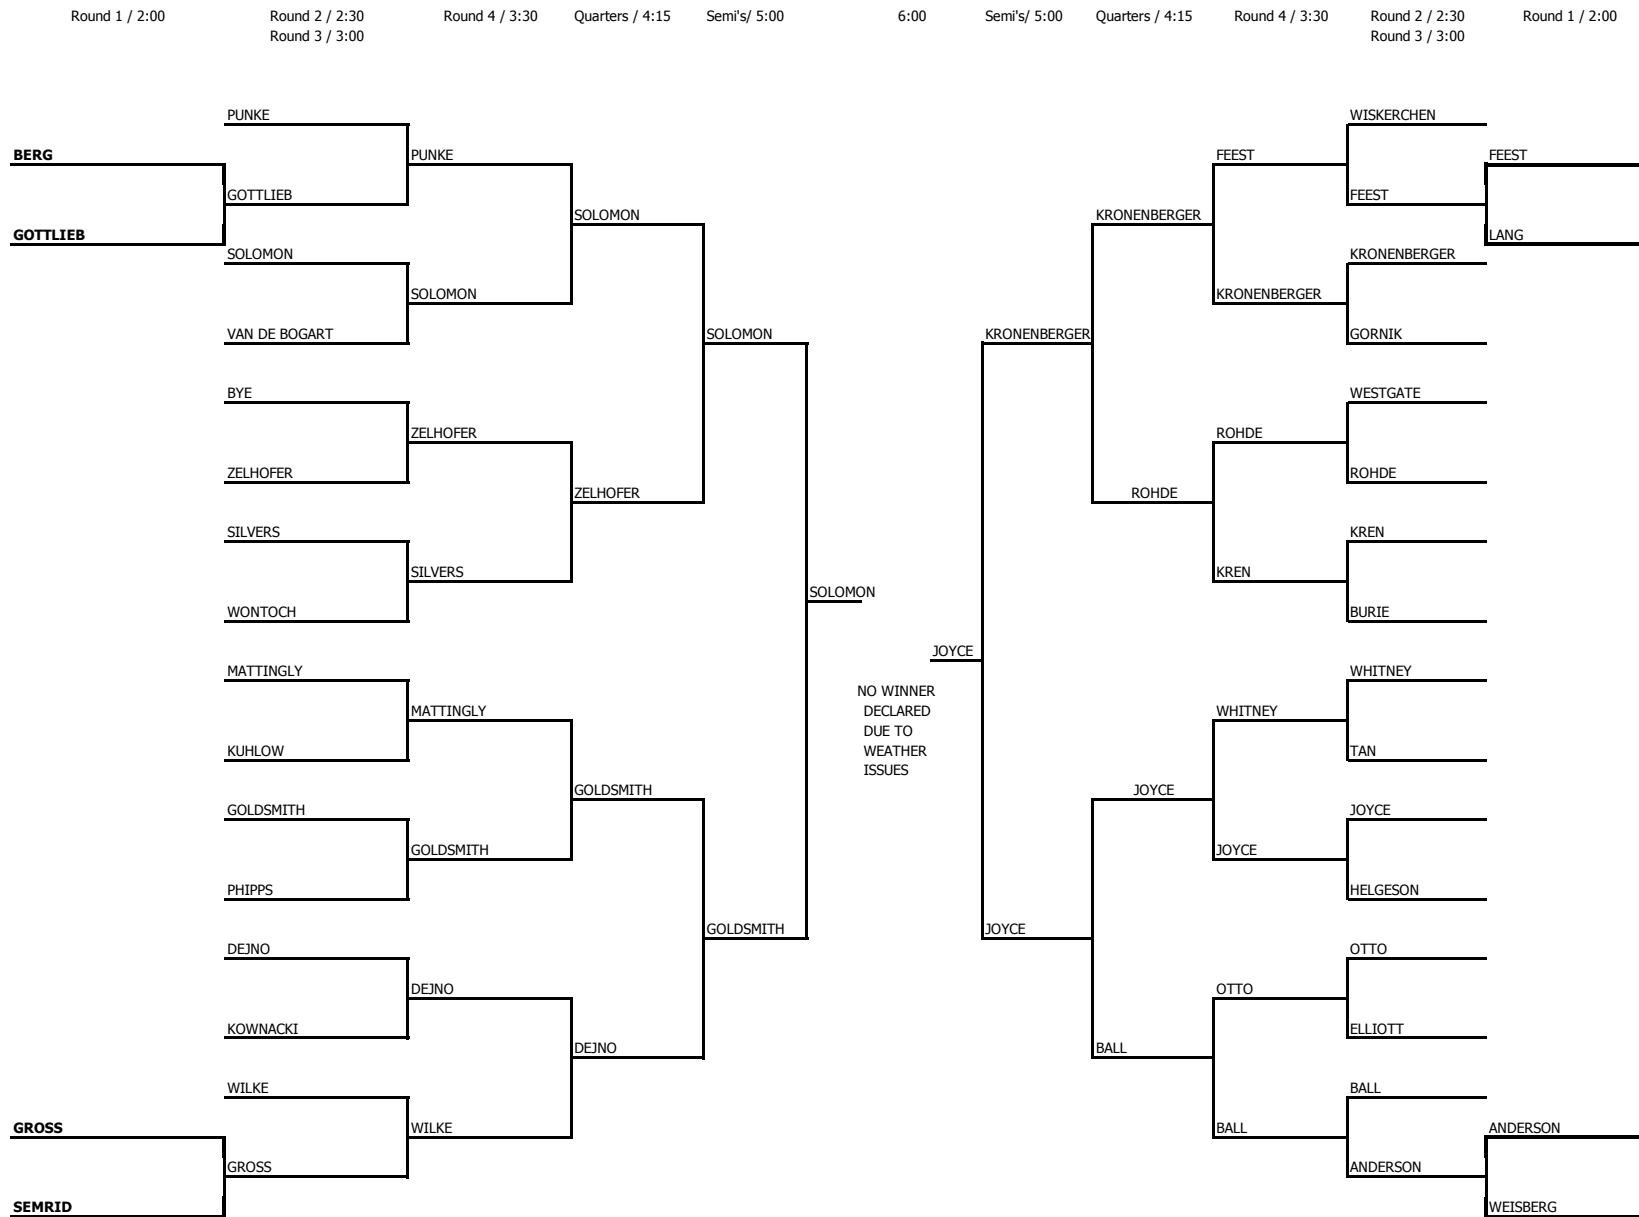 Round 1 / 2:00
Round 2 / 2:30
Round 3 / 3:00
Round 4 / 3:30
Quarters / 4:15
Semi's/ 5:00
6:00
Semi's/ 5:00
Quarters / 4:15
Round 4 / 3:30
Round 2 / 2:30
Round 3 / 3:00
Round 1 / 2:00
BERG
GOTTLIEB
GROSS
SEMRID
PUNKE
GOTTLIEB
SOLOMON
VAN DE BOGART
BYE
ZELHOFER
SILVERS
WONTOCH
MATTINGLY
KUHLOW
GOLDSMITH
PHIPPS
DEJNO
KOWNACKI
WILKE
GROSS
PUNKE
SOLOMON
ZELHOFER
SILVERS
MATTINGLY
GOLDSMITH
DEJNO
WILKE
SOLOMON
ZELHOFER
GOLDSMITH
DEJNO
SOLOMON
GOLDSMITH
SOLOMON
JOYCE
NO WINNER
DECLARED
DUE TO
WEATHER
ISSUES
KRONENBERGER
JOYCE
KRONENBERGER
ROHDE
JOYCE
BALL
FEEST
KRONENBERGER
ROHDE
KREN
WHITNEY
JOYCE
OTTO
BALL
WISKERCHEN
FEEST
KRONENBERGER
GORNIK
WESTGATE
ROHDE
KREN
BURIE
WHITNEY
TAN
JOYCE
HELGESON
OTTO
ELLIOTT
BALL
ANDERSON
FEEST
LANG
ANDERSON
WEISBERG